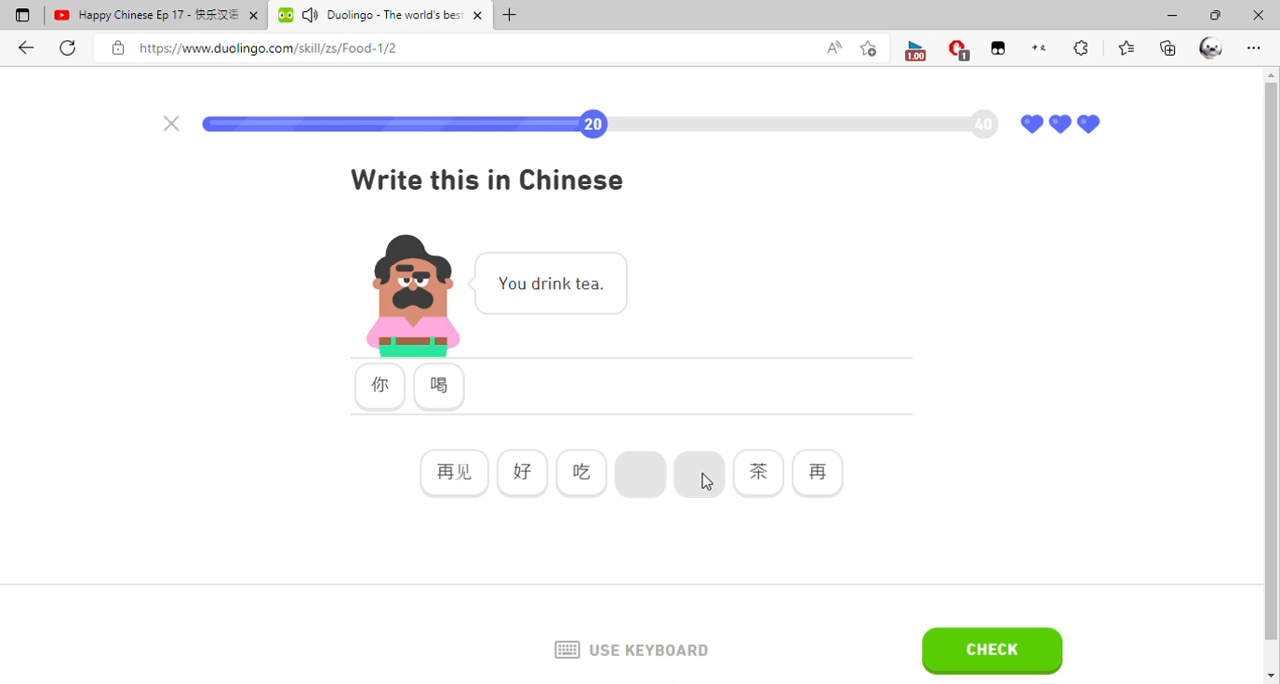 Happy Chinese Ep 17 - 快乐汉语
Duolingo - The world's best
https://www.duolingo.com/skill/zs/Food-1/2
1.00
1
20
40
Write this in Chinese
You drink tea.
你 喝
再见 好 吃 茶 再
USE KEYBOARD
CHECK